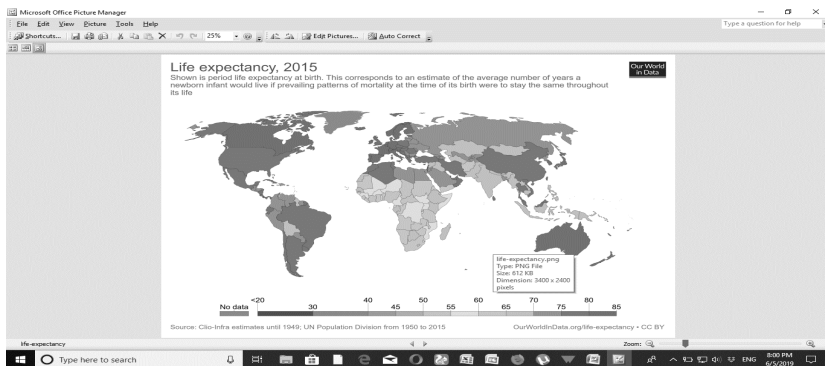 Microsoft Office Picture Manager
File Edit View Picture Tools Help
Type a question for help
Shortcuts... 25% Edit Pictures... Auto Correct
Life expectancy, 2015
Our World
in Data
Shown is period life expectancy at birth. This corresponds to an estimate of the average number of years a
newborn infant would live if prevailing patterns of mortality at the time of its birth were to stay the same throughout
its life
life-expectancy.png
Type: PNG File
Size: 612 KB
Dimension: 3400 x 2400
pixels
No data <20 30 40 45 50 55 60 65 70 75 80 85
Source: Clio-Infra estimates until 1949; UN Population Division from 1950 to 2015 OurWorldInData.org/life-expectancy • CC BY
life-expectancy Zoom:
Type here to search ENG 8:00 PM
6/5/2019